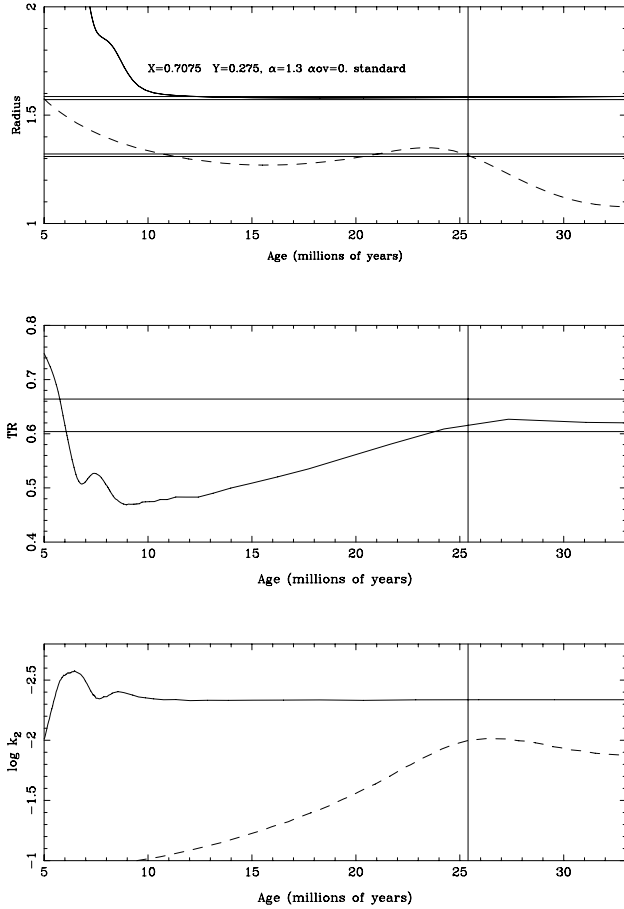 2
X=0.7075 Y=0.275, α=1.3 αov=0. standard
Radius
1.5
1
5 10 15 20 25 30
Age (millions of years)
0.8
0.7
TR
0.6
0.5
0.4
5 10 15 20 25 30
Age (millions of years)
-2.5
-2
log k₂
-1.5
-1
5 10 15 20 25 30
Age (millions of years)